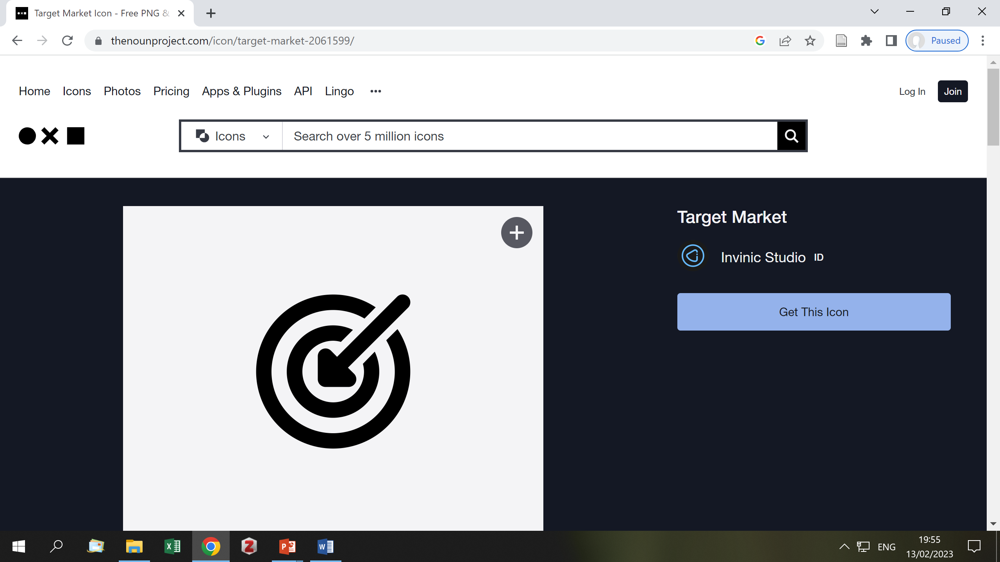 Target Market Icon - Free PNG &
thenounproject.com/icon/target-market-2061599/
Paused
Home Icons Photos Pricing Apps & Plugins API Lingo
Log In Join
Icons Search over 5 million icons
Target Market
Invinic Studio ID
Get This Icon
ENG
19:55
13/02/2023